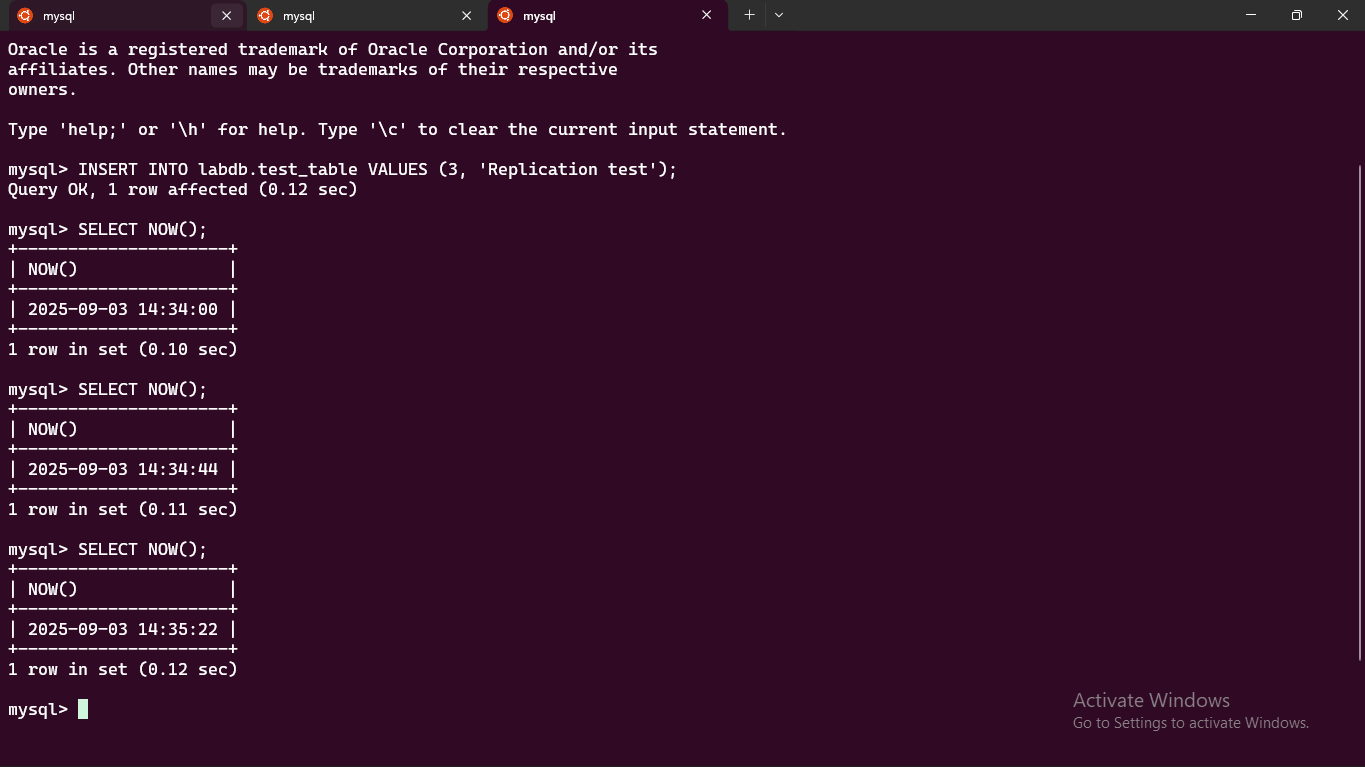 mysql mysql mysql
Oracle is a registered trademark of Oracle Corporation and/or its
affiliates. Other names may be trademarks of their respective
owners.
Type 'help;' or '\h' for help. Type '\c' to clear the current input statement.
mysql> INSERT INTO labdb.test_table VALUES (3, 'Replication test');
Query OK, 1 row affected (0.12 sec)
mysql> SELECT NOW();
+---------------------+
| NOW()               |
+---------------------+
| 2025-09-03 14:34:00 |
+---------------------+
1 row in set (0.10 sec)
mysql> SELECT NOW();
+---------------------+
| NOW()               |
+---------------------+
| 2025-09-03 14:34:44 |
+---------------------+
1 row in set (0.11 sec)
mysql> SELECT NOW();
+---------------------+
| NOW()               |
+---------------------+
| 2025-09-03 14:35:22 |
+---------------------+
1 row in set (0.12 sec)
mysql>
Activate Windows
Go to Settings to activate Windows.